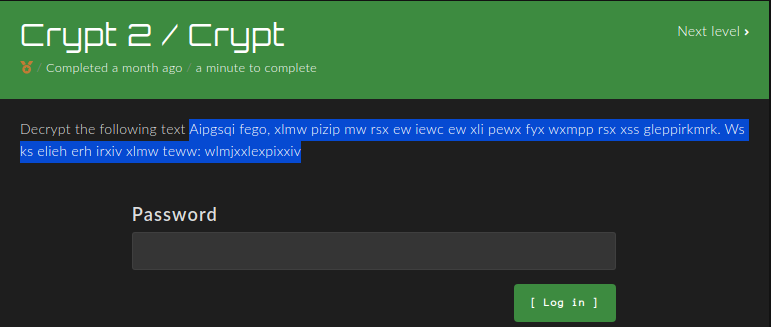 Crypt 2 / Crypt
Next level ›
/ Completed a month ago / a minute to complete
Decrypt the following text Aipgsqi fego, xlmw pizip mw rsx ew iewc ew xli pewx fyx wxmpp rsx xss gleppirkmrk. Ws
ks elieh erh irxiv xlmw teww: wlmjxxlexpixxiv
Password
[ Log in ]